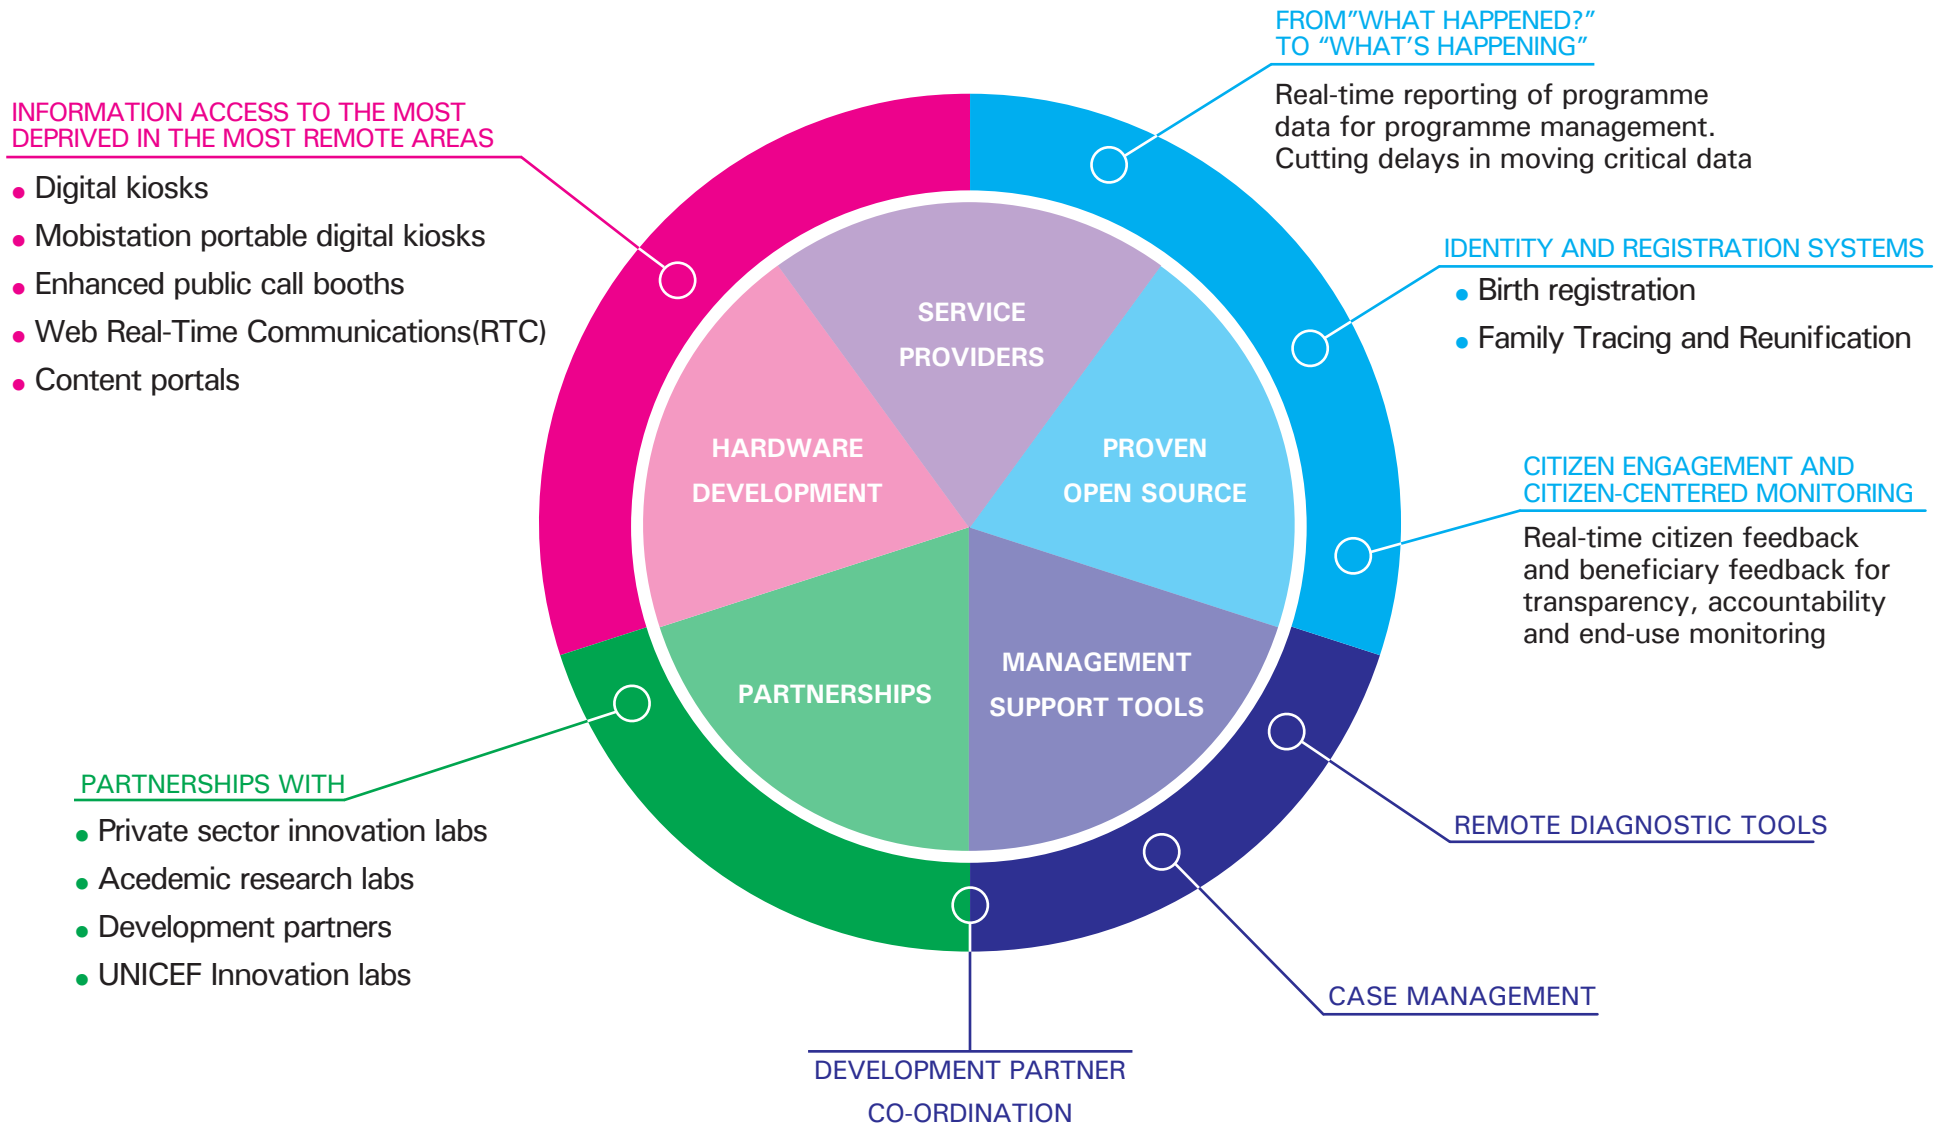 FROM”WHAT HAPPENED?”
TO “WHAT’S HAPPENING”
Real-time reporting of programme
data for programme management.
Cutting delays in moving critical data
INFORMATION ACCESS TO THE MOST
DEPRIVED IN THE MOST REMOTE AREAS
• Digital kiosks
• Mobistation portable digital kiosks
• Enhanced public call booths
• Web Real-Time Communications(RTC)
• Content portals
IDENTITY AND REGISTRATION SYSTEMS
• Birth registration
• Family Tracing and Reunification
SERVICE
PROVIDERS
HARDWARE
DEVELOPMENT
PROVEN
OPEN SOURCE
CITIZEN ENGAGEMENT AND
CITIZEN-CENTERED MONITORING
Real-time citizen feedback
and beneficiary feedback for
transparency, accountability
and end-use monitoring
PARTNERSHIPS
MANAGEMENT
SUPPORT TOOLS
PARTNERSHIPS WITH
• Private sector innovation labs
• Acedemic research labs
• Development partners
• UNICEF Innovation labs
REMOTE DIAGNOSTIC TOOLS
CASE MANAGEMENT
DEVELOPMENT PARTNER
CO-ORDINATION